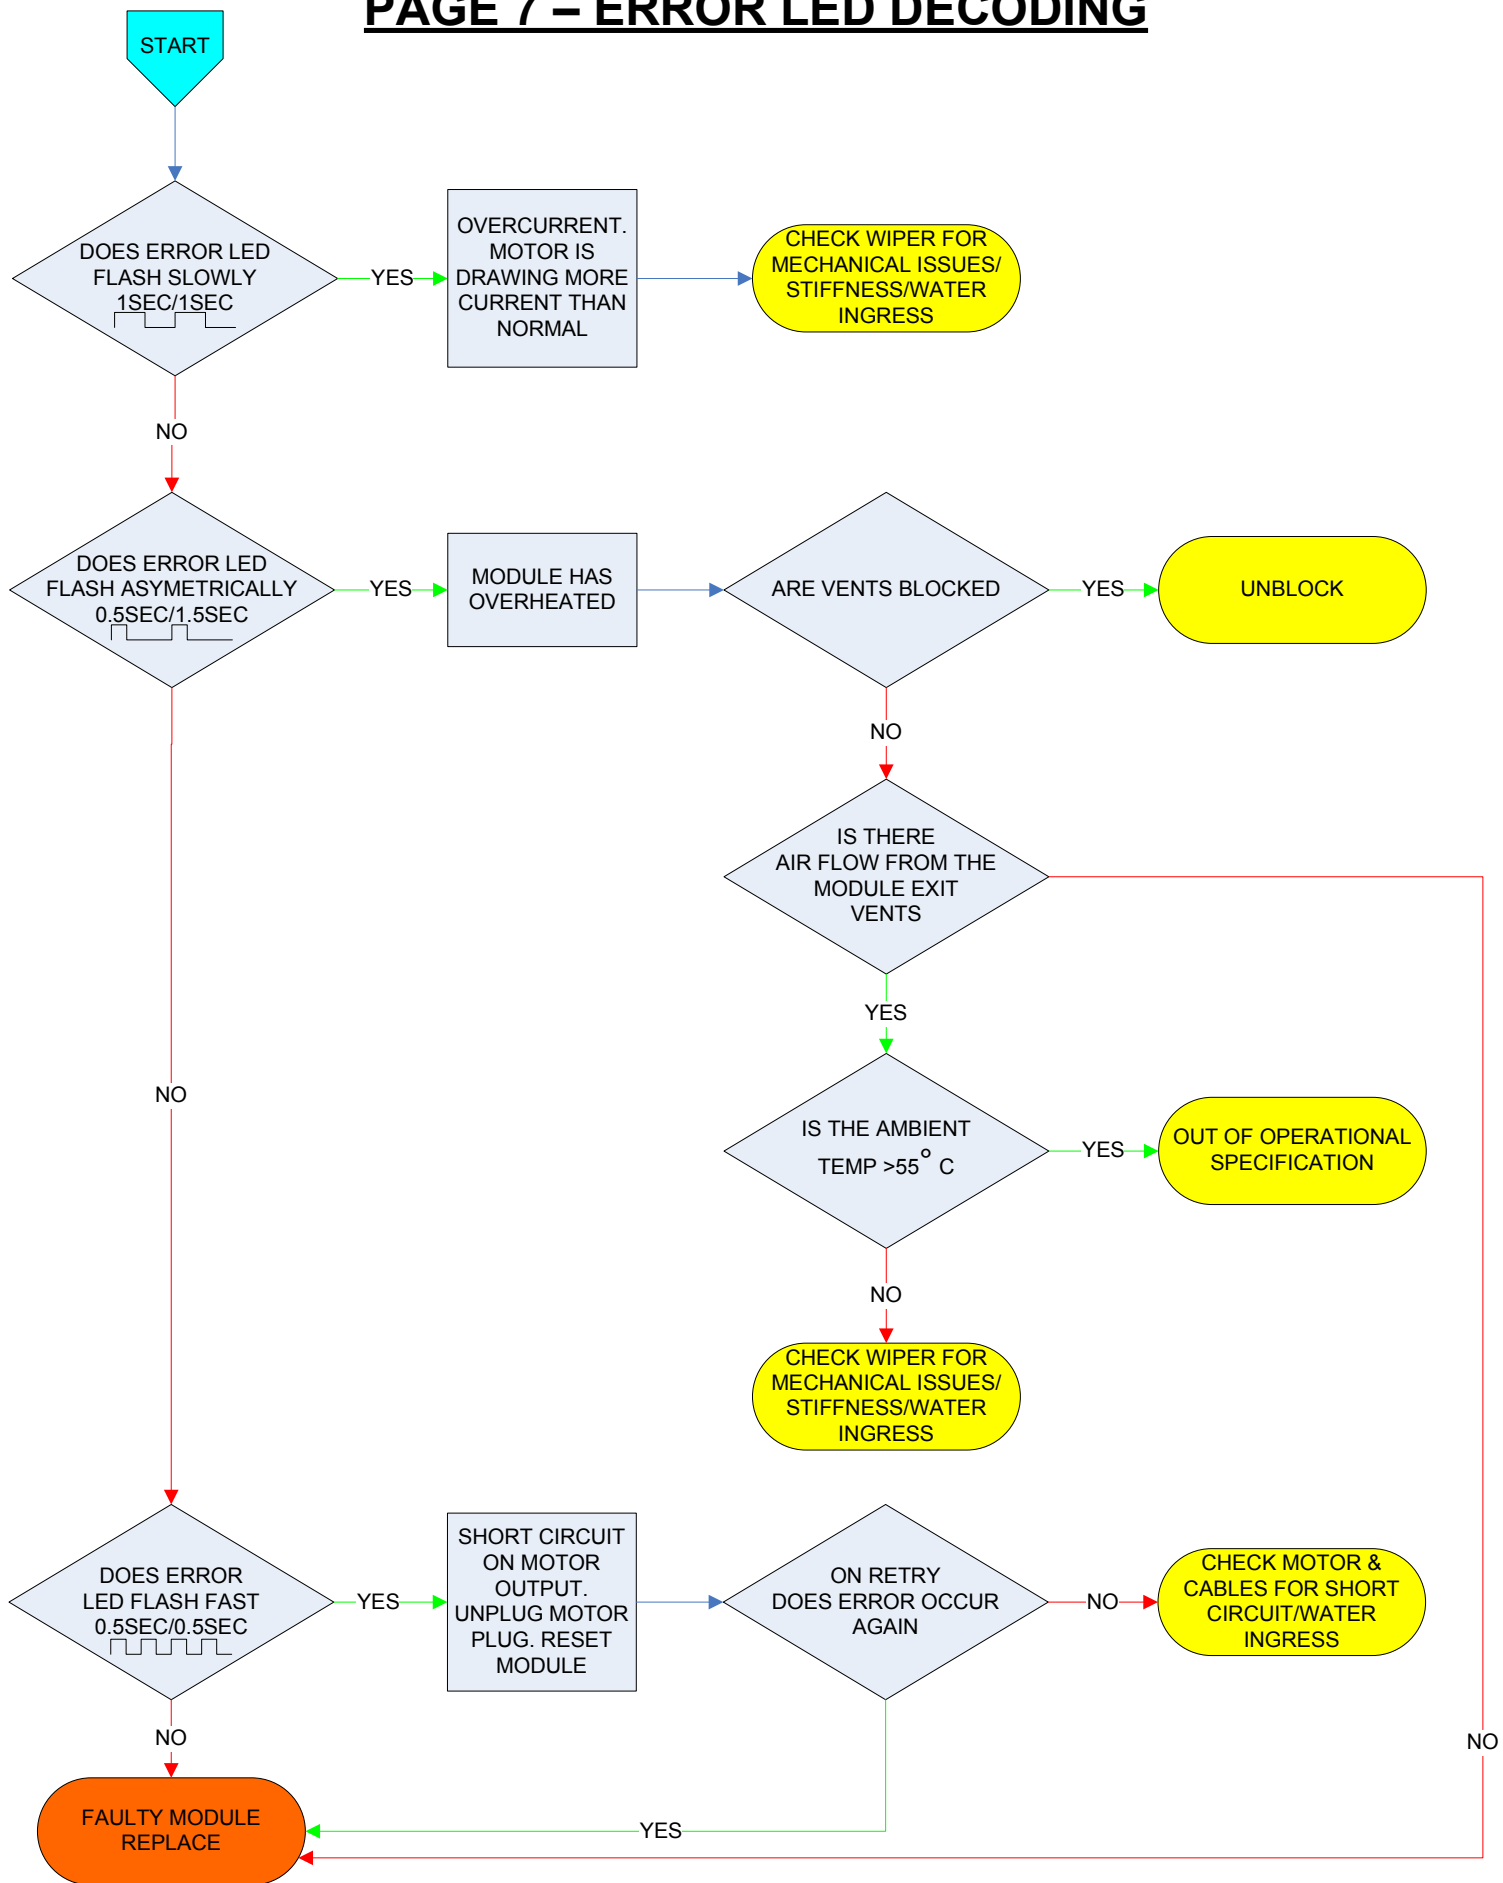 PAGE 7 – ERROR LED DECODING
START
DOES ERROR LED
FLASH SLOWLY
1SEC/1SEC
YES
OVERCURRENT.
MOTOR IS
DRAWING MORE
CURRENT THAN
NORMAL
CHECK WIPER FOR
MECHANICAL ISSUES/
STIFFNESS/WATER
INGRESS
NO
DOES ERROR LED
FLASH ASYMETRICALLY
0.5SEC/1.5SEC
YES
MODULE HAS
OVERHEATED
ARE VENTS BLOCKED
YES
UNBLOCK
NO
IS THERE
AIR FLOW FROM THE
MODULE EXIT
VENTS
YES
NO
IS THE AMBIENT
TEMP >55° C
YES
OUT OF OPERATIONAL
SPECIFICATION
NO
CHECK WIPER FOR
MECHANICAL ISSUES/
STIFFNESS/WATER
INGRESS
DOES ERROR
LED FLASH FAST
0.5SEC/0.5SEC
YES
SHORT CIRCUIT
ON MOTOR
OUTPUT.
UNPLUG MOTOR
PLUG. RESET
MODULE
ON RETRY
DOES ERROR OCCUR
AGAIN
NO
CHECK MOTOR &
CABLES FOR SHORT
CIRCUIT/WATER
INGRESS
NO
NO
FAULTY MODULE
REPLACE
YES